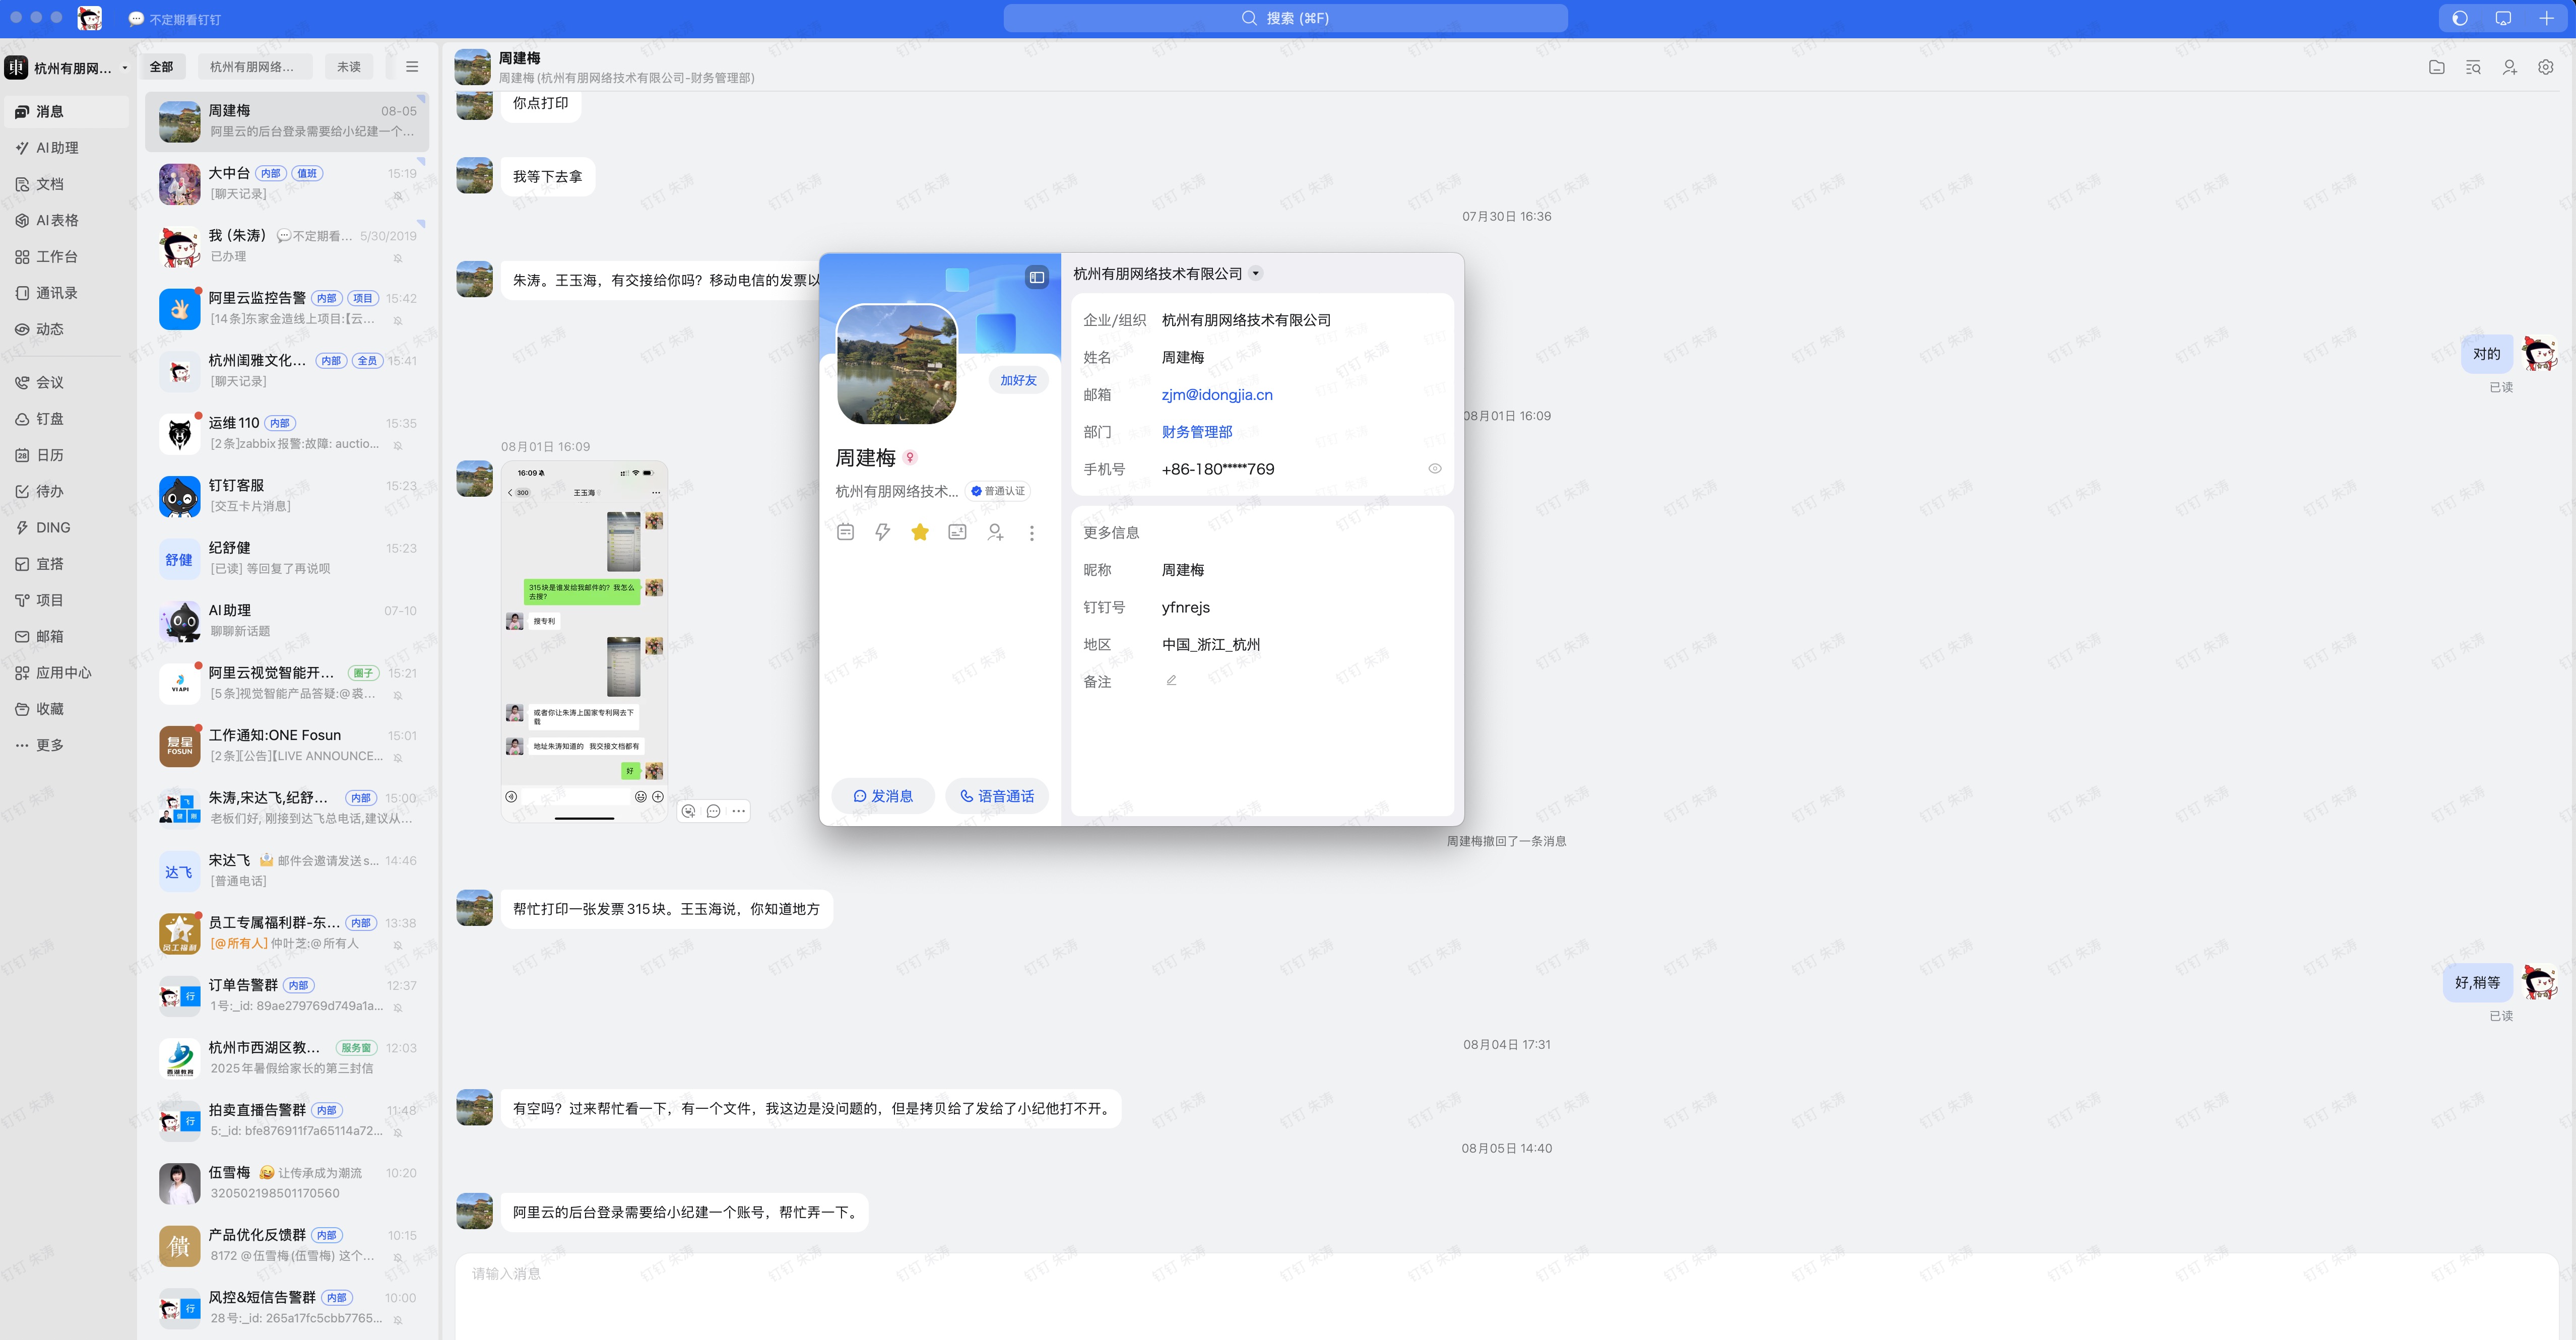 不定期看钉钉
搜索 (⌘F)
杭州有朋网...
消息
AI助理
文档
AI表格
工作台
通讯录
动态
会议
钉盘
日历
待办
DING
宜搭
项目
邮箱
应用中心
收藏
更多
全部
杭州有朋网络...
未读
周建梅
08-05
阿里云的后台登录需要给小纪建一个...
大中台 内部 值班
15:19
[聊天记录]
我 (朱涛) 不定期看... 5/30/2019
已办理
阿里云监控告警 内部 项目 15:42
[14条]东家金造线上项目:【云...
杭州闺雅文化... 内部 全员 15:41
[聊天记录]
运维110 内部 15:35
[2条]zabbix报警:故障: auctio...
钉钉客服 15:23
[交互卡片消息]
舒健
纪舒健 15:23
[已读] 等回复了再说呗
AI助理 07-10
聊聊新话题
VIAPI
阿里云视觉智能开... 圈子 15:21
[5条]视觉智能产品答疑:@裘...
复星
FOSUN
工作通知:ONE Fosun 15:01
[2条][公告]【LIVE ANNOUNCE...
朱涛,宋达飞,纪舒... 内部 15:00
老板们好, 刚接到达飞总电话,建议从...
达飞
宋达飞 邮件会邀请发送s... 14:46
[普通电话]
员工福利
员工专属福利群-东... 内部 13:38
[@所有人] 仲叶芝:@所有人
行
订单告警群 内部 12:37
1号:_id: 89ae279769d749a1a...
西湖教育
杭州市西湖区教... 服务窗 12:03
2025年暑假给家长的第三封信
行
拍卖直播告警群 内部 11:48
5:_id: bfe876911f7a65114a72...
伍雪梅 让传承成为潮流 10:20
320502198501170560
馈
产品优化反馈群 内部 10:15
8172 @伍雪梅(伍雪梅) 这个...
行
风控&短信告警群 内部 10:00
28号:_id: 265a17fc5cbb7765...
周建梅
周建梅(杭州有朋网络技术有限公司-财务管理部)
你点打印
我等下去拿
07月30日 16:36
朱涛。王玉海，有交接给你吗？移动电信的发票以
对的
已读
08月01日 16:09
08月01日 16:09
16:09
300
王玉海
315块是谁发给我邮件的？我怎么
去搜？
搜专利
或者你让朱涛上国家专利网去下
载
地址朱涛知道的 我交接文档都有
好
周建梅撤回了一条消息
帮忙打印一张发票315块。王玉海说，你知道地方
好,稍等
已读
08月04日 17:31
有空吗？过来帮忙看一下，有一个文件，我这边是没问题的，但是拷贝给了发给了小纪他打不开。
08月05日 14:40
阿里云的后台登录需要给小纪建一个账号，帮忙弄一下。
请输入消息
加好友
周建梅
杭州有朋网络技术... 普通认证
发消息
语音通话
杭州有朋网络技术有限公司
企业/组织 杭州有朋网络技术有限公司
姓名 周建梅
邮箱 zjm@idongjia.cn
部门 财务管理部
手机号 +86-180*****769
更多信息
昵称 周建梅
钉钉号 yfnrejs
地区 中国_浙江_杭州
备注
钉钉 朱涛